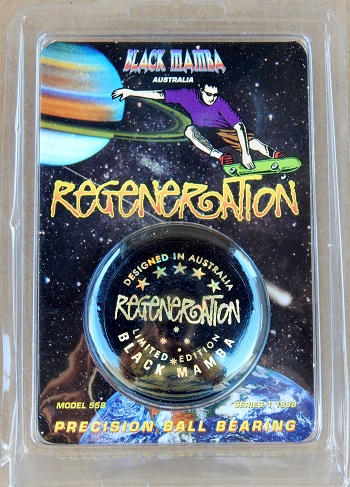 BLACK MAMBA
AUSTRALIA
REGENERATION
DESIGNED IN AUSTRALIA
REGENERATION
LIMITED EDITION
BLACK MAMBA
MODEL 558
SERIES 1 1999
PRECISION BALL BEARING